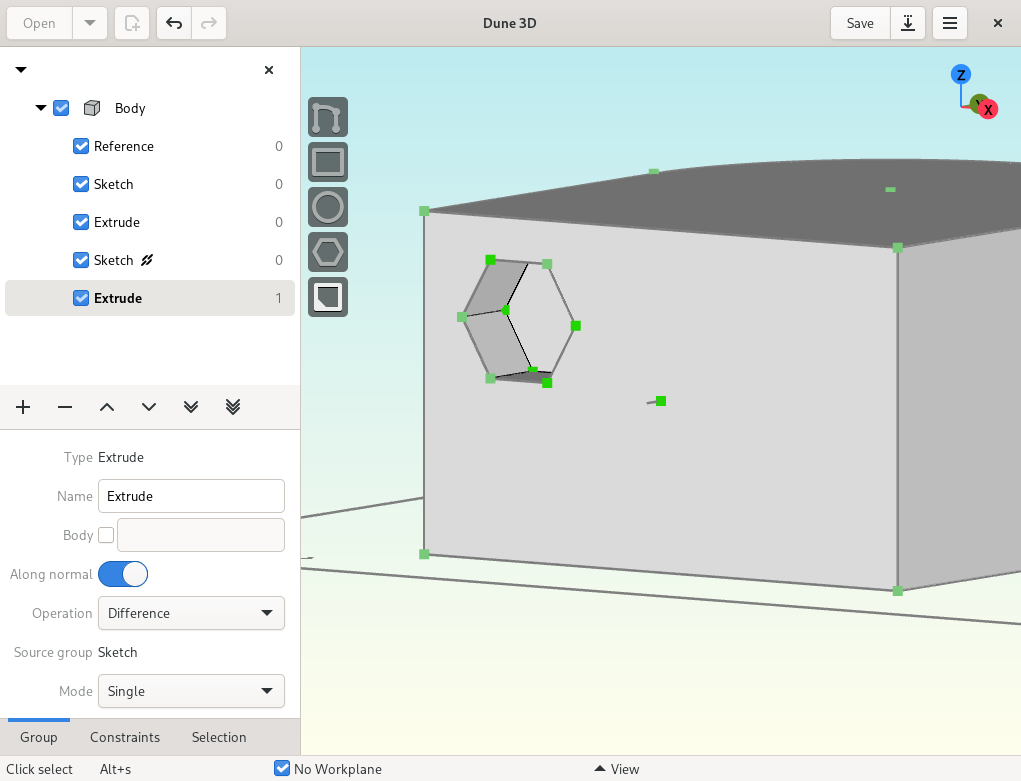 Open
Dune 3D
Save
Body
Reference 0
Sketch 0
Extrude 0
Sketch 0
Extrude 1
Z
Y
X
Type Extrude
Name Extrude
Body
Along normal
Operation Difference
Source group Sketch
Mode Single
Group Constraints Selection
Click select Alt+s No Workplane View